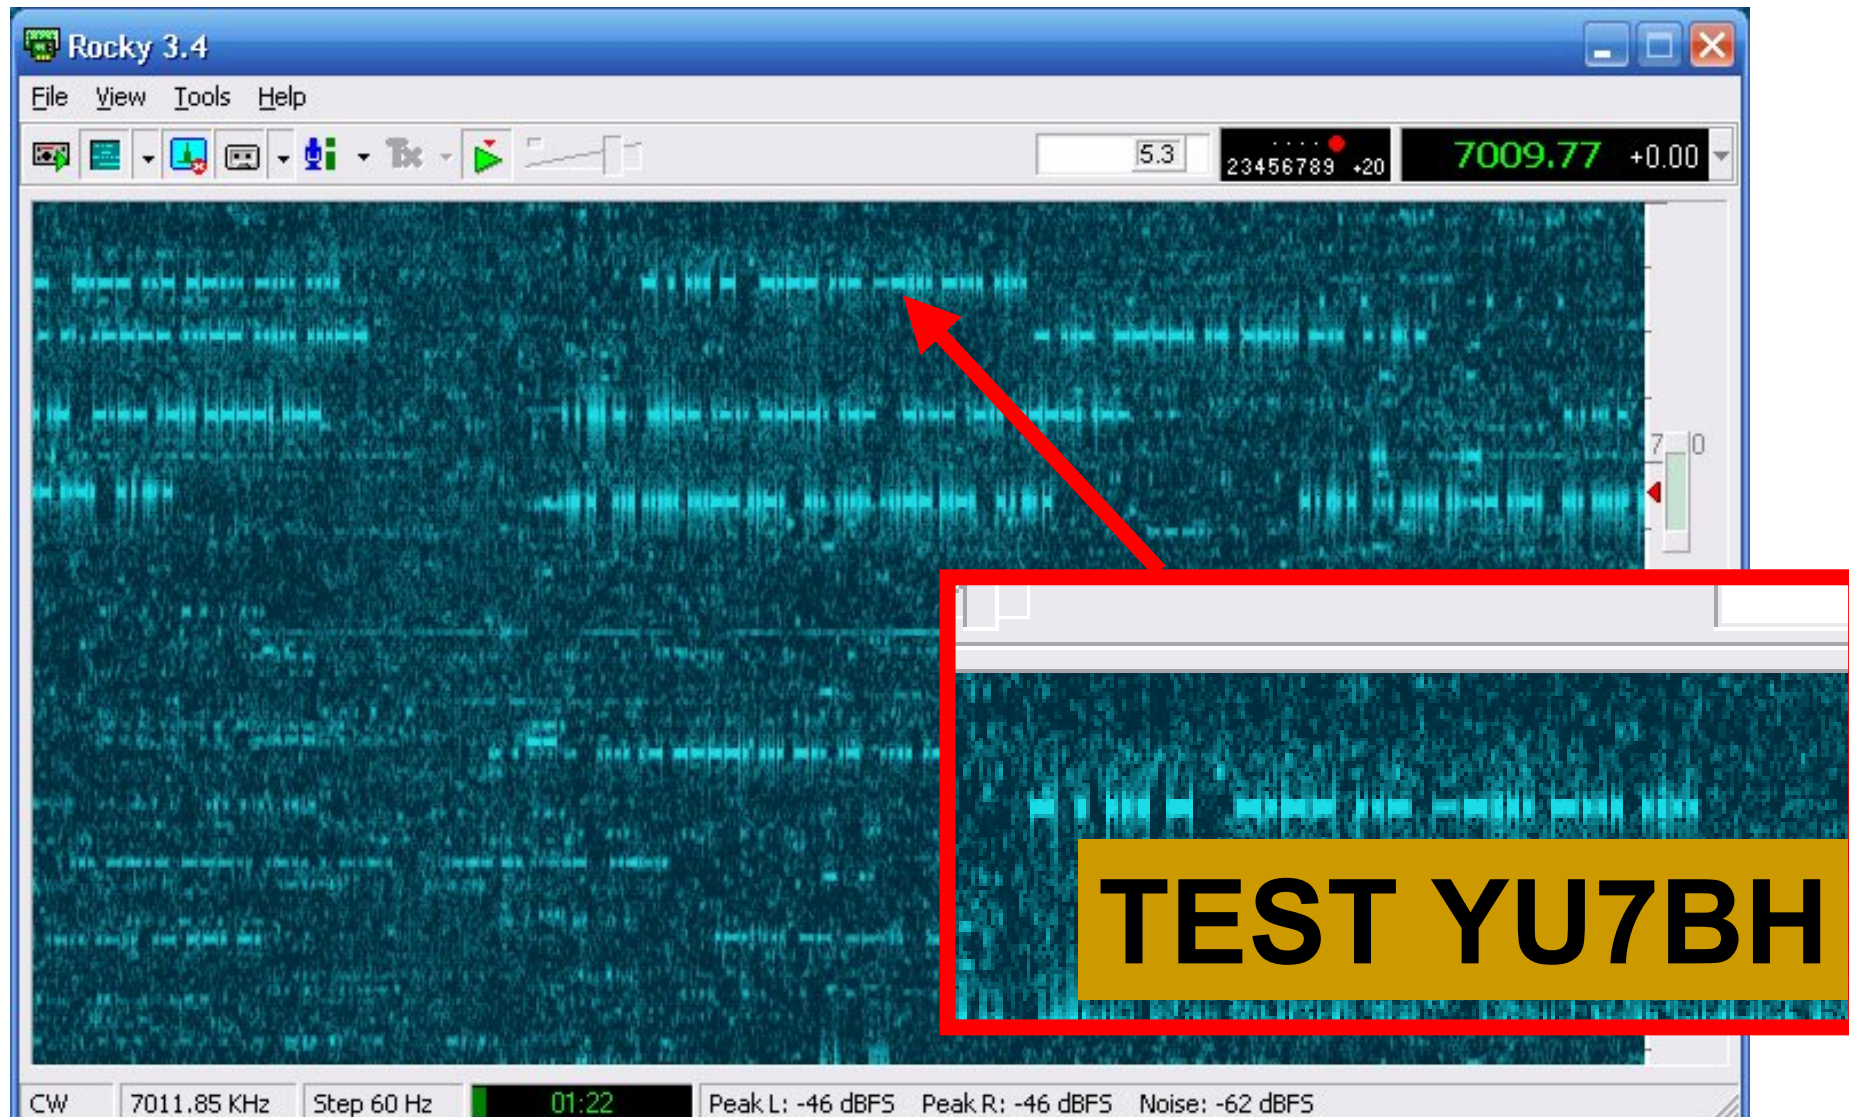 Rocky 3.4
File View Tools Help
Tx 5.3 23456789 +20 7009.77 +0.00
7 0
TEST YU7BH
CW 7011.85 KHz Step 60 Hz 01:22 Peak L: -46 dBFS Peak R: -46 dBFS Noise: -62 dBFS